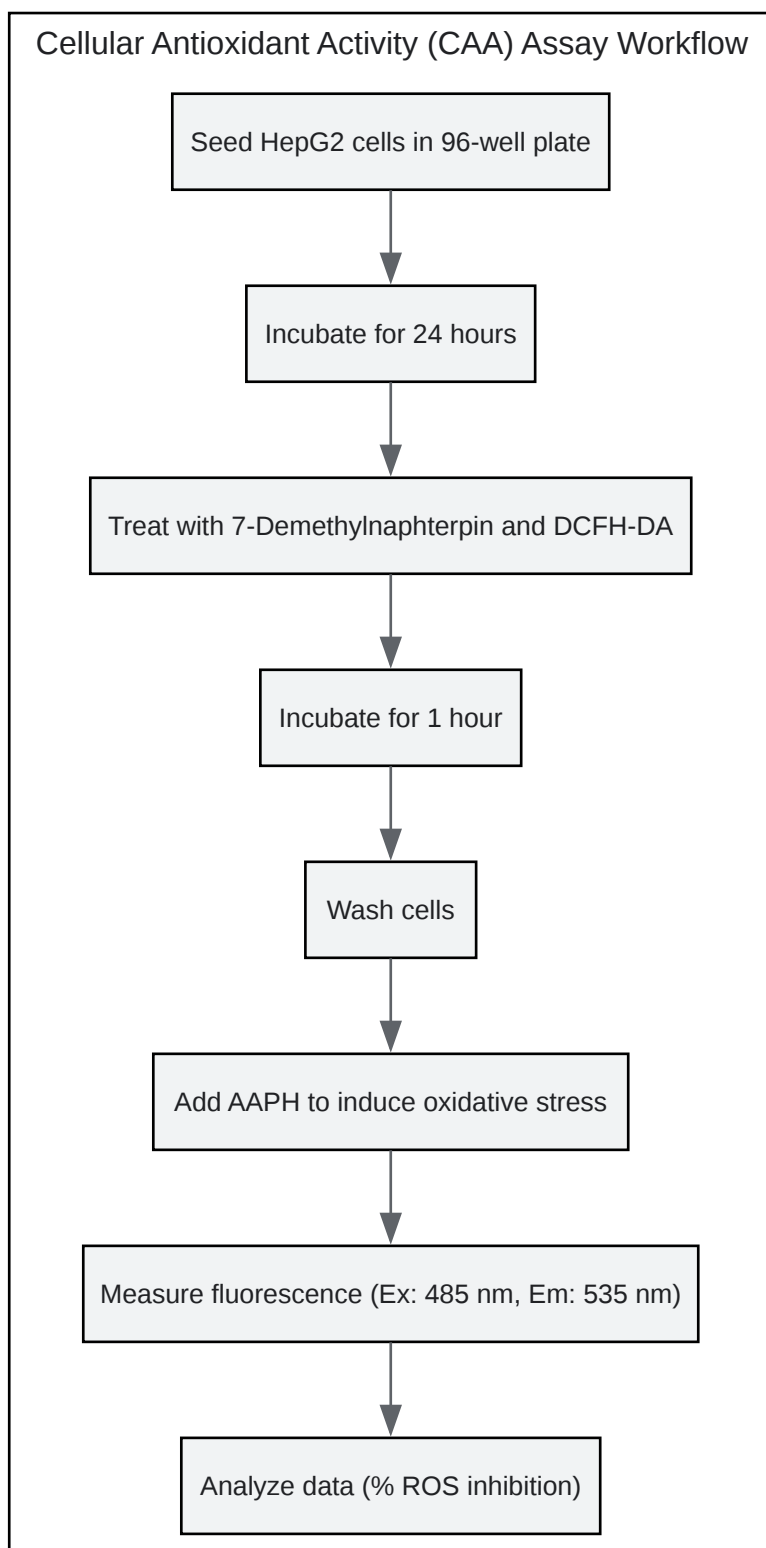 Cellular Antioxidant Activity (CAA) Assay Workflow
Seed HepG2 cells in 96-well plate
Incubate for 24 hours
Treat with 7-Demethylnaphterpin and DCFH-DA
Incubate for 1 hour
Wash cells
Add AAPH to induce oxidative stress
Measure fluorescence (Ex: 485 nm, Em: 535 nm)
Analyze data (% ROS inhibition)